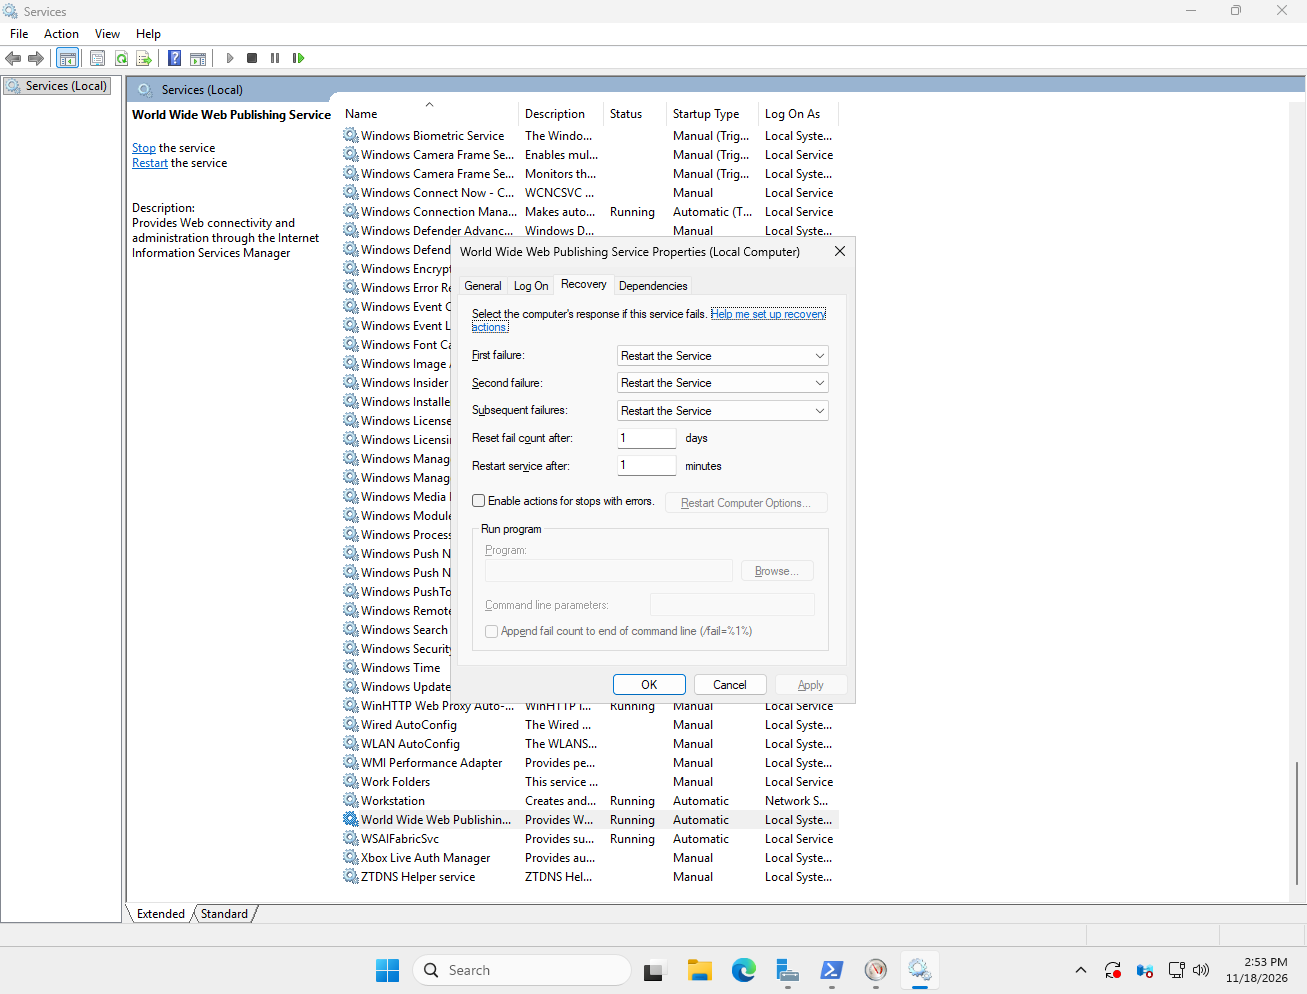 Services
File Action View Help
Services (Local)
Services (Local)
World Wide Web Publishing Service
Stop the service
Restart the service
Description:
Provides Web connectivity and
administration through the Internet
Information Services Manager
Name Description Status Startup Type Log On As
Windows Biometric Service The Windo... Manual (Trig... Local Syste...
Windows Camera Frame Se... Enables mul... Manual (Trig... Local Service
Windows Camera Frame Se... Monitors th... Manual (Trig... Local Syste...
Windows Connect Now - C... WCNCSVC ... Manual Local Service
Windows Connection Mana... Makes auto... Running Automatic (T... Local Service
Windows Defender Advanc... Windows D... Manual Local Syste...
Windows Defend
Windows Encryp
Windows Error Re
Windows Event C
Windows Event L
Windows Font Ca
Windows Image
Windows Insider
Windows Installe
Windows License
Windows Licensi
Windows Manag
Windows Manag
Windows Media
Windows Module
Windows Process
Windows Push N
Windows Push N
Windows PushTo
Windows Remote
Windows Search
Windows Security
Windows Time
Windows Update
WinHTTP Web Proxy Auto-... WinHTTP i... Running Manual Local Service
Wired AutoConfig The Wired ... Manual Local Syste...
WLAN AutoConfig The WLANS... Manual Local Syste...
WMI Performance Adapter Provides pe... Manual Local Syste...
Work Folders This service ... Manual Local Service
Workstation Creates and... Running Automatic Network S...
World Wide Web Publishin... Provides W... Running Automatic Local Syste...
WSAIFabricSvc Provides su... Running Automatic Local Service
Xbox Live Auth Manager Provides au... Manual Local Syste...
ZTDNS Helper service ZTDNS Hel... Manual Local Syste...
World Wide Web Publishing Service Properties (Local Computer)
General Log On Recovery Dependencies
Select the computer's response if this service fails. Help me set up recovery
actions.
First failure: Restart the Service
Second failure: Restart the Service
Subsequent failures: Restart the Service
Reset fail count after: 1 days
Restart service after: 1 minutes
Enable actions for stops with errors. Restart Computer Options...
Run program
Program:
Browse...
Command line parameters:
Append fail count to end of command line (/fail=%1%)
OK Cancel Apply
Extended Standard
Search
2:53 PM
11/18/2026